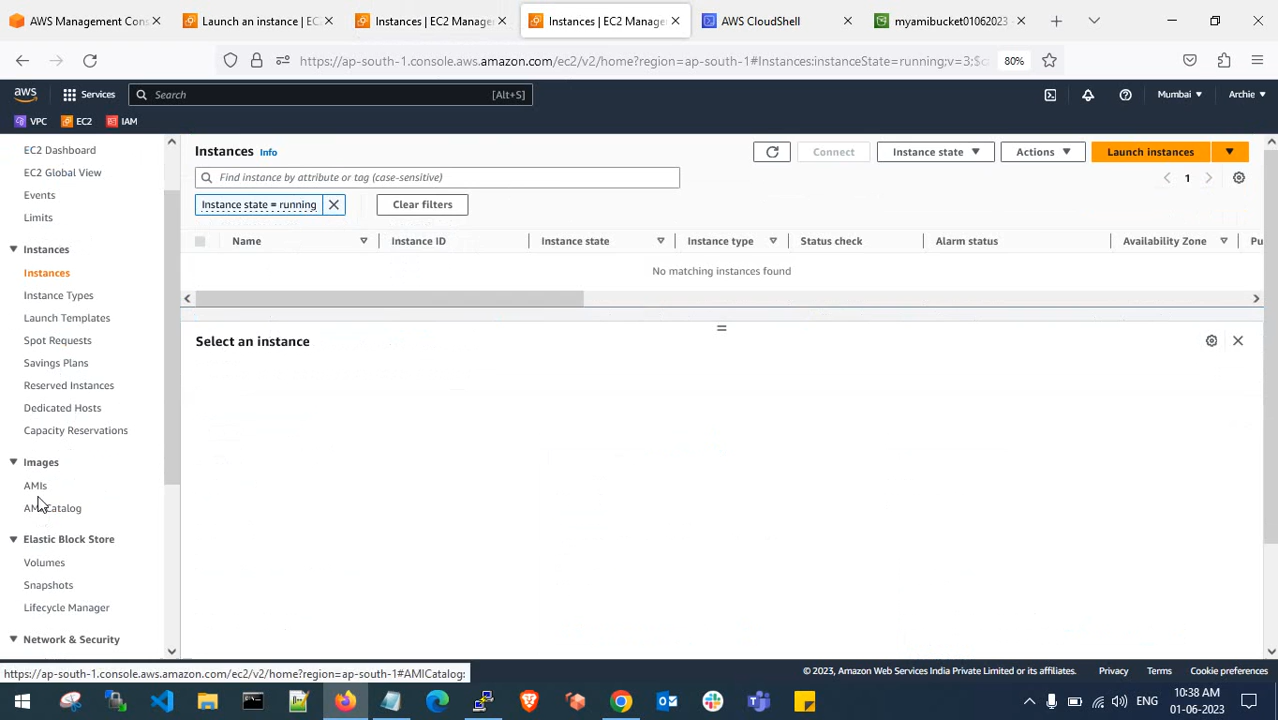 AWS Management Cons
Launch an instance | EC2
Instances | EC2 Manage
Instances | EC2 Manage
AWS CloudShell
myamibucket01062023 -
https://ap-south-1.console.aws.amazon.com/ec2/v2/home?region=ap-south-1#Instances:instanceState=running;v=3;$c
80%
aws
Services
Search
[Alt+S]
Mumbai
Archie
VPC
EC2
IAM
EC2 Dashboard
EC2 Global View
Events
Limits
Instances
Instances
Instance Types
Launch Templates
Spot Requests
Savings Plans
Reserved Instances
Dedicated Hosts
Capacity Reservations
Images
AMIs
AMI Catalog
Elastic Block Store
Volumes
Snapshots
Lifecycle Manager
Network & Security
Instances Info
Connect
Instance state
Actions
Launch instances
Find instance by attribute or tag (case-sensitive)
1
Instance state = running
Clear filters
Name
Instance ID
Instance state
Instance type
Status check
Alarm status
Availability Zone
Pu
No matching instances found
Select an instance
https://ap-south-1.console.aws.amazon.com/ec2/v2/home?region=ap-south-1#AMICatalog:
© 2023, Amazon Web Services India Private Limited or its affiliates.
Privacy
Terms
Cookie preferences
ENG
10:38 AM
01-06-2023